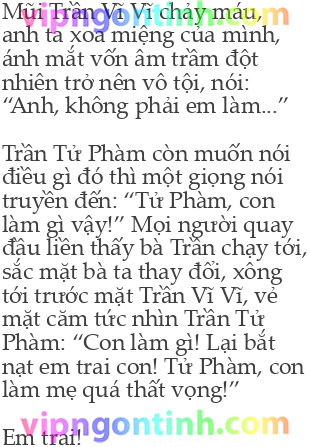 Mũi Trần Vĩ Vĩ chảy máu,
vipngontinh.com
anh ta xoa miệng của mình,
ánh mắt vốn âm trầm đột
nhiên trở nên vô tội, nói:
“Anh, không phải em làm...”
Trần Tử Phàm còn muốn nói
điều gì đó thì một giọng nói
truyền đến: “Tử Phàm, con
làm gì vậy!” Mọi người quay
đầu liền thấy bà Trần chạy tới,
sắc mặt bà ta thay đổi, xông
tới trước mặt Trần Vĩ Vĩ, vẻ
mặt căm tức nhìn Trần Tử
Phàm: “Con làm gì! Lại bắt
nạt em trai con! Tử Phàm, con
làm mẹ quá thất vọng!”
vipngontinh.com
Em trai!